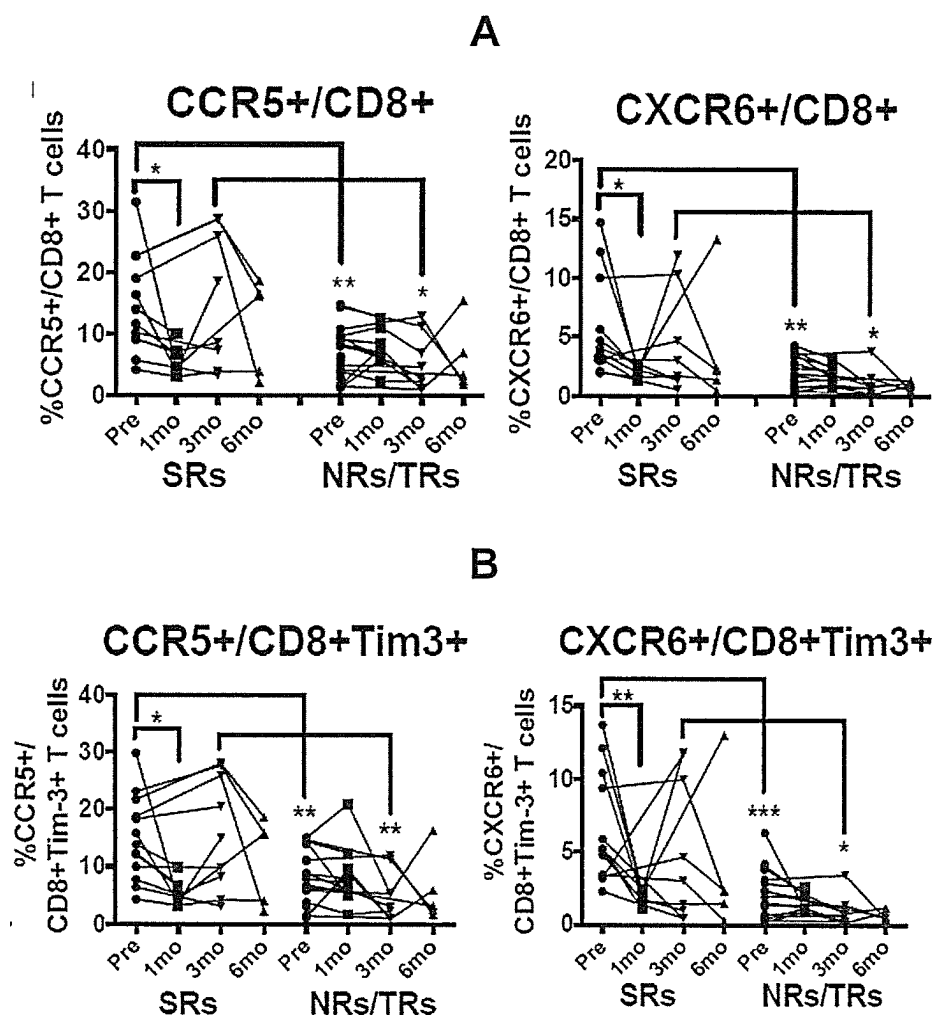 A
CCR5+/CD8+
%CCR5+/CD8+ T cells
40
30
20
10
0
*
**
*
Pre 1mo 3mo 6mo Pre 1mo 3mo 6mo
SRs NRs/TRs
CXCR6+/CD8+
%CXCR6+/CD8+ T cells
20
15
10
5
0
*
**
*
Pre 1mo 3mo 6mo Pre 1mo 3mo 6mo
SRs NRs/TRs
B
CCR5+/CD8+Tim3+
%CCR5+/
CD8+Tim-3+ T cells
40
30
20
10
0
*
**
**
Pre 1mo 3mo 6mo Pre 1mo 3mo 6mo
SRs NRs/TRs
CXCR6+/CD8+Tim3+
%CXCR6+/
CD8+Tim-3+ T cells
15
10
5
0
**
***
*
Pre 1mo 3mo 6mo Pre 1mo 3mo 6mo
SRs NRs/TRs